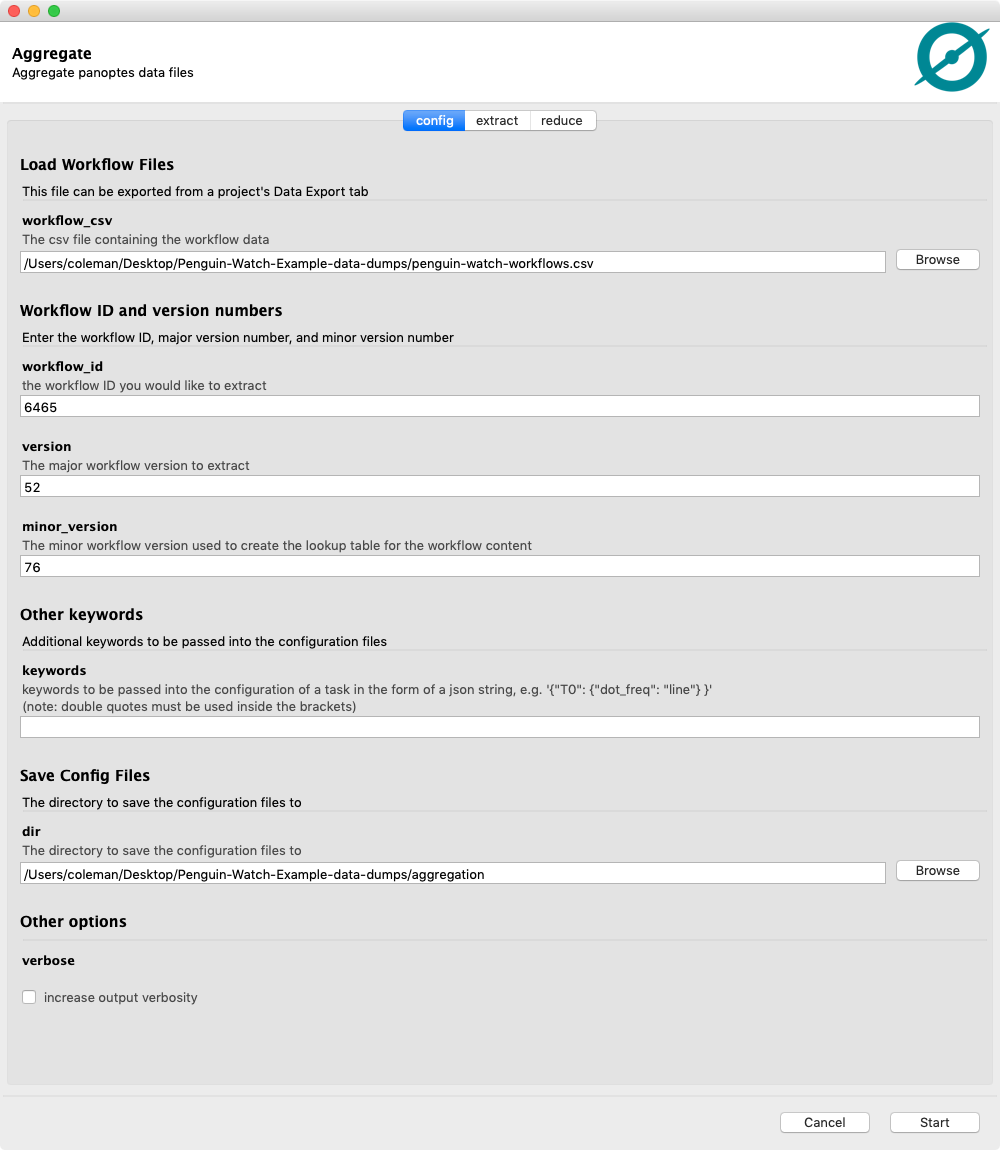 Aggregate
Aggregate panoptes data files
config extract reduce
Load Workflow Files
This file can be exported from a project's Data Export tab
workflow_csv
The csv file containing the workflow data
/Users/coleman/Desktop/Penguin-Watch-Example-data-dumps/penguin-watch-workflows.csv Browse
Workflow ID and version numbers
Enter the workflow ID, major version number, and minor version number
workflow_id
the workflow ID you would like to extract
6465
version
The major workflow version to extract
52
minor_version
The minor workflow version used to create the lookup table for the workflow content
76
Other keywords
Additional keywords to be passed into the configuration files
keywords
keywords to be passed into the configuration of a task in the form of a json string, e.g. '{"T0": {"dot_freq": "line"} }'
(note: double quotes must be used inside the brackets)
Save Config Files
The directory to save the configuration files to
dir
The directory to save the configuration files to
/Users/coleman/Desktop/Penguin-Watch-Example-data-dumps/aggregation Browse
Other options
verbose
increase output verbosity
Cancel Start